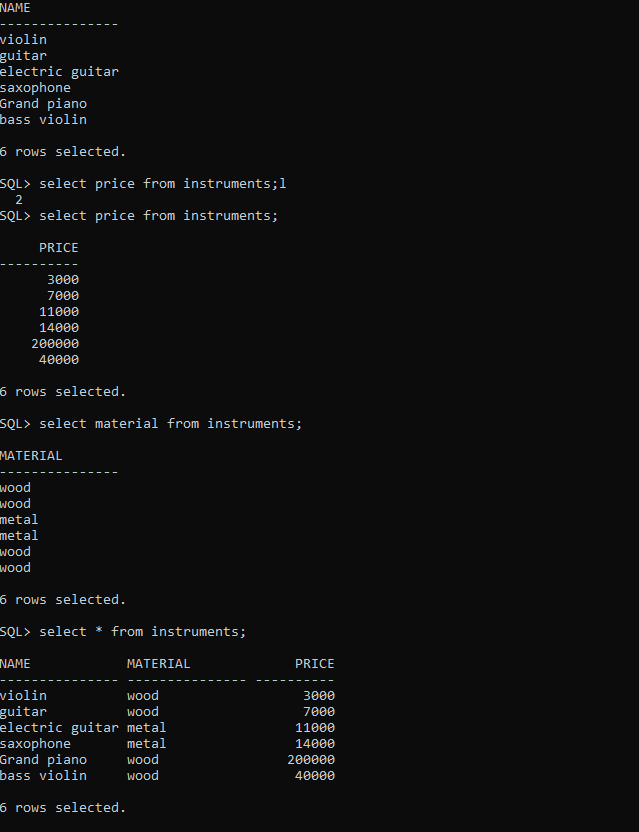 NAME
---------------
violin
guitar
electric guitar
saxophone
Grand piano
bass violin
6 rows selected.
SQL> select price from instruments;l
  2
SQL> select price from instruments;
     PRICE
----------
      3000
      7000
     11000
     14000
    200000
     40000
6 rows selected.
SQL> select material from instruments;
MATERIAL
---------------
wood
wood
metal
metal
wood
wood
6 rows selected.
SQL> select * from instruments;
NAME            MATERIAL             PRICE
--------------- --------------- ----------
violin          wood                  3000
guitar          wood                  7000
electric guitar metal                11000
saxophone       metal                14000
Grand piano     wood                200000
bass violin     wood                 40000
6 rows selected.